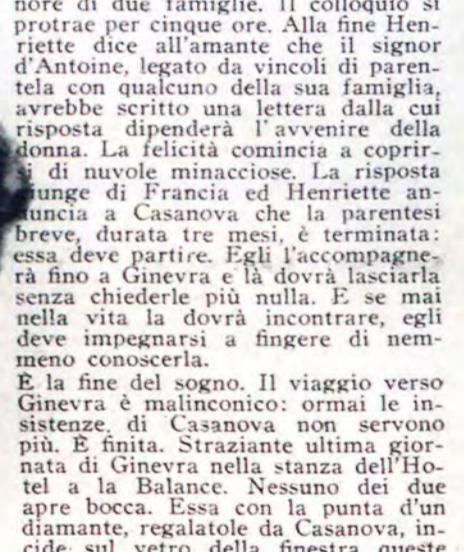 nore di due famiglie. Il colloquio si
protrae per cinque ore. Alla fine Hen-
riette dice all'amante che il signor
d'Antoine, legato da vincoli di paren-
tela con qualcuno della sua famiglia,
avrebbe scritto una lettera dalla cui
risposta dipenderà l'avvenire della
donna. La felicità comincia a coprir-
si di nuvole minacciose. La risposta
giunge di Francia ed Henriette an-
nuncia a Casanova che la parentesi
breve, durata tre mesi, è terminata:
essa deve partire. Egli l'accompagne-
rà fino a Ginevra e là dovrà lasciarla
senza chiederle più nulla. E se mai
nella vita la dovrà incontrare, egli
deve impegnarsi a fingere di nem-
meno conoscerla.
È la fine del sogno. Il viaggio verso
Ginevra è malinconico: ormai le in-
sistenze di Casanova non servono
più. È finita. Straziante ultima gior-
nata di Ginevra nella stanza dell'Ho-
tel a la Balance. Nessuno dei due
apre bocca. Essa con la punta d'un
diamante, regalatole da Casanova, in-
cide sul vetro della finestra queste